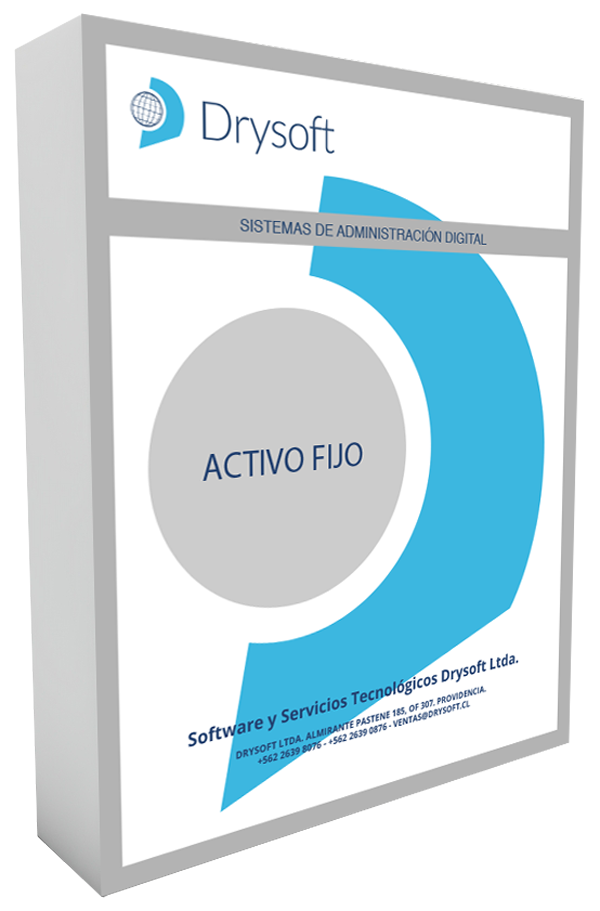 Drysoft
SISTEMAS DE ADMINISTRACIÓN DIGITAL
ACTIVO FIJO
Software y Servicios Tecnológicos Drysoft Ltda.
DRYSOFT LTDA. ALMIRANTE PASTENE 185, OF 307. PROVIDENCIA.
+562 2639 8076 - +562 2639 0876 - VENTAS@DRYSOFT.CL